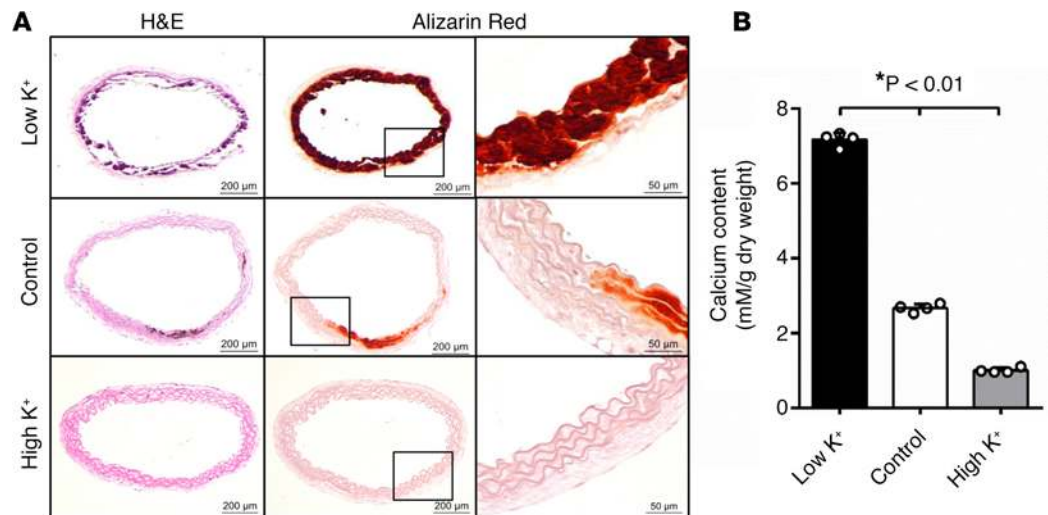 A
H&E
Alizarin Red
Low K⁺
200 µm
200 µm
50 µm
Control
200 µm
200 µm
50 µm
High K⁺
200 µm
200 µm
50 µm
B
*P < 0.01
Calcium content
(mM/g dry weight)
8
6
4
2
0
Low K⁺
Control
High K⁺